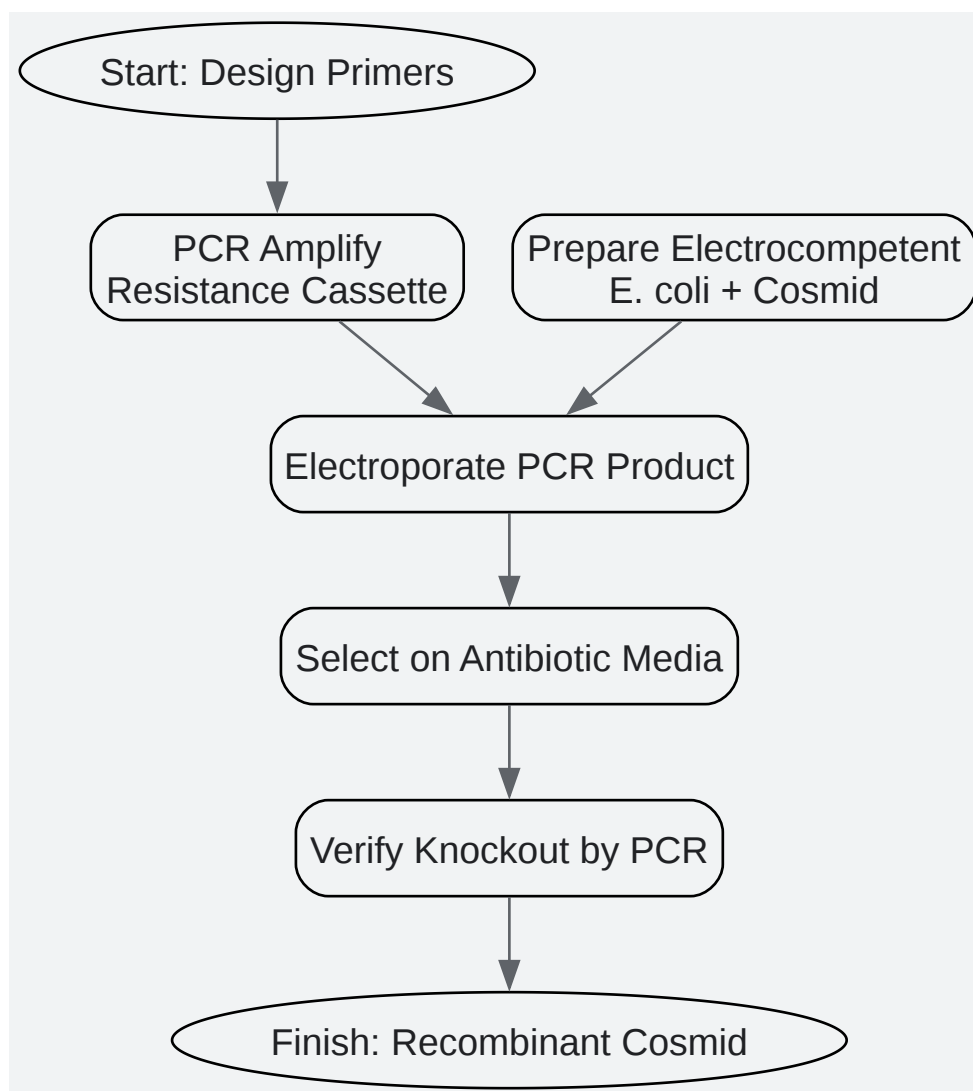 Start: Design Primers
PCR Amplify
Resistance Cassette
Prepare Electrocompetent
E. coli + Cosmid
Electroporate PCR Product
Select on Antibiotic Media
Verify Knockout by PCR
Finish: Recombinant Cosmid